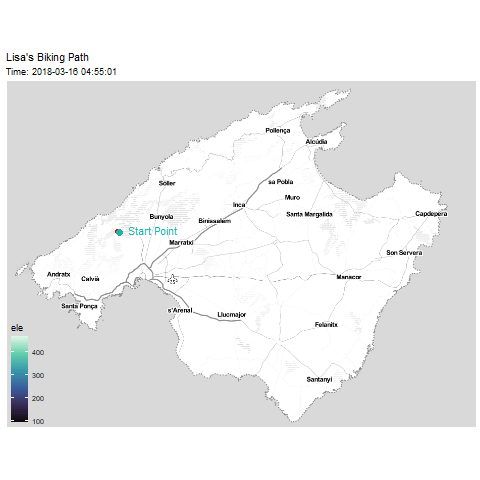 Lisa's Biking Path
Time: 2018-03-16 04:55:01
Pollença
Alcúdia
sa Pobla
Sóller
Muro
Inca
Santa Margalida
Capdepera
Bunyola
Binissalem
Start Point
Marratxí
Son Servera
Andratx
Calvià
Manacor
Santa Ponça
s'Arenal
Llucmajor
Felanitx
ele
400
300
200
100
Santanyí